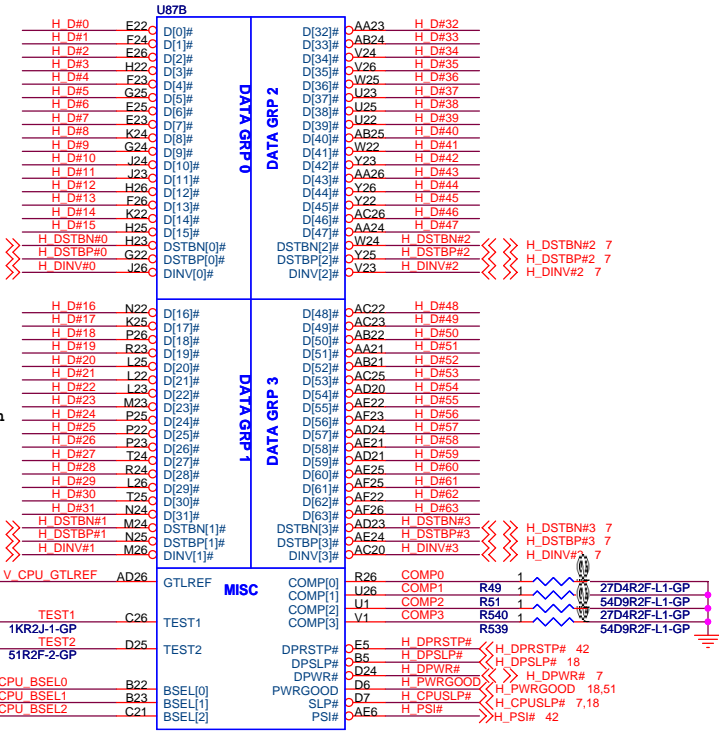 U87B
H_D#0 E22 D[0]# D[32]# AA23 H_D#32
H_D#1 F24 D[1]# D[33]# AB24 H_D#33
H_D#2 E26 D[2]# D[34]# V24 H_D#34
H_D#3 H22 D[3]# D[35]# V26 H_D#35
H_D#4 F23 D[4]# D[36]# W25 H_D#36
H_D#5 G25 D[5]# D[37]# U23 H_D#37
H_D#6 E25 D[6]# D[38]# U25 H_D#38
H_D#7 E23 D[7]# D[39]# U22 H_D#39
H_D#8 K24 D[8]# D[40]# AB25 H_D#40
H_D#9 G24 D[9]# D[41]# W22 H_D#41
H_D#10 J24 D[10]# D[42]# Y23 H_D#42
H_D#11 J23 D[11]# D[43]# AA26 H_D#43
H_D#12 H26 D[12]# D[44]# Y26 H_D#44
H_D#13 F26 D[13]# D[45]# Y22 H_D#45
H_D#14 K22 D[14]# D[46]# AC26 H_D#46
H_D#15 H25 D[15]# D[47]# AA24 H_D#47
H_DSTBN#0 H23 DSTBN[0]# DSTBN[2]# W24 H_DSTBN#2 H_DSTBN#2 7
H_DSTBP#0 G22 DSTBP[0]# DSTBP[2]# Y25 H_DSTBP#2 H_DSTBP#2 7
H_DINV#0 J26 DINV[0]# DINV[2]# V23 H_DINV#2 H_DINV#2 7
DATA GRP 0
DATA GRP 2
H_D#16 N22 D[16]# D[48]# AC22 H_D#48
H_D#17 K25 D[17]# D[49]# AC23 H_D#49
H_D#18 P26 D[18]# D[50]# AB22 H_D#50
H_D#19 R23 D[19]# D[51]# AA21 H_D#51
H_D#20 L25 D[20]# D[52]# AB21 H_D#52
H_D#21 L22 D[21]# D[53]# AC25 H_D#53
H_D#22 L23 D[22]# D[54]# AD20 H_D#54
H_D#23 M23 D[23]# D[55]# AE22 H_D#55
H_D#24 P25 D[24]# D[56]# AF23 H_D#56
H_D#25 P22 D[25]# D[57]# AD24 H_D#57
H_D#26 P23 D[26]# D[58]# AE21 H_D#58
H_D#27 T24 D[27]# D[59]# AD21 H_D#59
H_D#28 R24 D[28]# D[60]# AE25 H_D#60
H_D#29 L26 D[29]# D[61]# AF25 H_D#61
H_D#30 T25 D[30]# D[62]# AF22 H_D#62
H_D#31 N24 D[31]# D[63]# AF26 H_D#63
H_DSTBN#1 M24 DSTBN[1]# DSTBN[3]# AD23 H_DSTBN#3 H_DSTBN#3 7
H_DSTBP#1 N25 DSTBP[1]# DSTBP[3]# AE24 H_DSTBP#3 H_DSTBP#3 7
H_DINV#1 M26 DINV[1]# DINV[3]# AC20 H_DINV#3 7
DATA GRP 1
DATA GRP 3
n
V_CPU_GTLREF AD26 GTLREF MISC COMP[0] R26 COMP0 1 R49 27D4R2F-L1-GP
COMP[1] U26 COMP1 1 R51 54D9R2F-L1-GP
COMP[2] U1 COMP2 1 R540 27D4R2F-L1-GP
TEST1 C26 TEST1 COMP[3] V1 COMP3 1 R539 54D9R2F-L1-GP
1KR2J-1-GP
TEST2 D25 TEST2
51R2F-2-GP
DPRSTP# E5 H_DPRSTP# H_DPRSTP# 42
DPSLP# B5 H_DPSLP# H_DPSLP# 18
DPWR# D24 H_DPWR# H_DPWR# 7
CPU_BSEL0 B22 BSEL[0] PWRGOOD D6 H_PWRGOOD H_PWRGOOD 18,51
CPU_BSEL1 B23 BSEL[1] SLP# D7 H_CPUSLP# H_CPUSLP# 7,18
CPU_BSEL2 C21 BSEL[2] PSI# AE6 H_PSI# H_PSI# 42